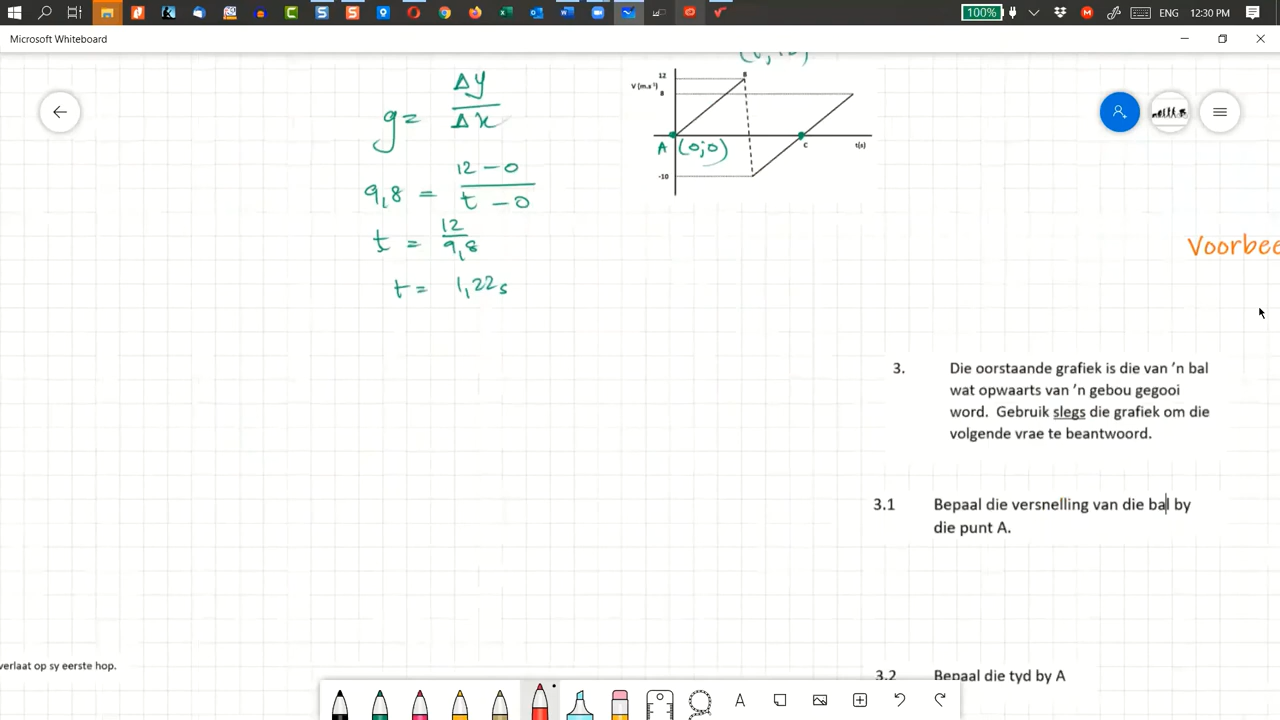 100%
ENG
12:30 PM
Microsoft Whiteboard
g = Δy / Δx
9,8 = 12 - 0 / t - 0
t = 12 / 9,8
t = 1,22s
V (m.s⁻¹)
12
B
8
A (0;0)
C
t(s)
-10
Voorbee
3. Die oorstaande grafiek is die van 'n bal
wat opwaarts van 'n gebou gegooi
word. Gebruik slegs die grafiek om die
volgende vrae te beantwoord.
3.1 Bepaal die versnelling van die bal by
die punt A.
verlaat op sy eerste hop.
3.2 Bepaal die tyd by A